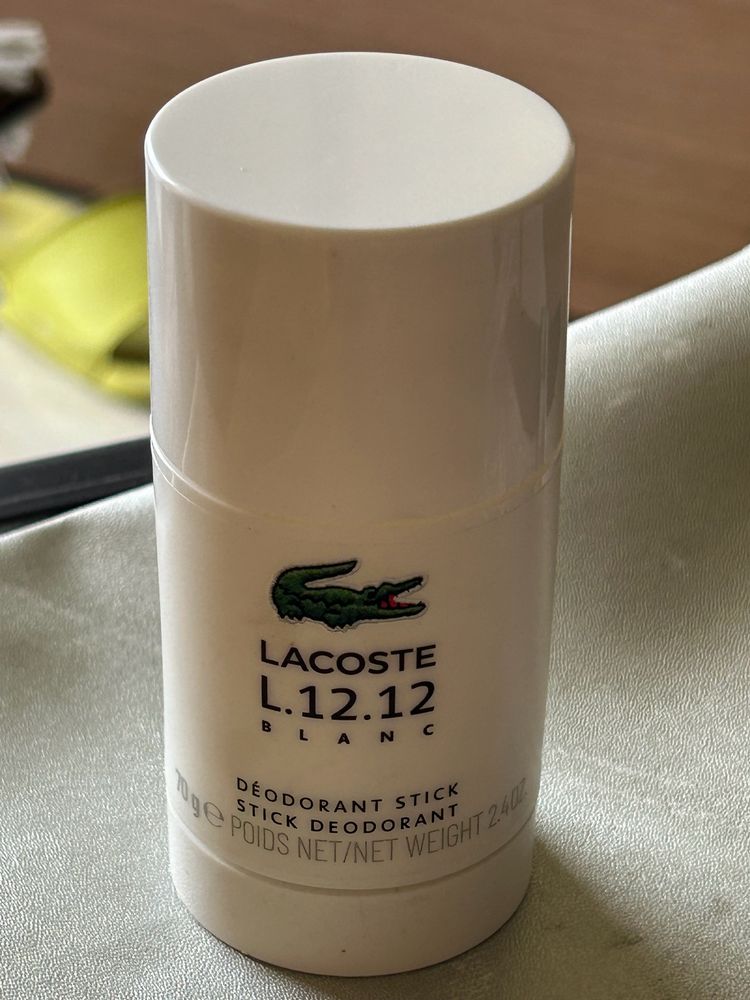 LACOSTE
L.12.12
BLANC
DÉODORANT STICK
STICK DEODORANT
70 g ℮ POIDS NET/NET WEIGHT 2.4 OZ.